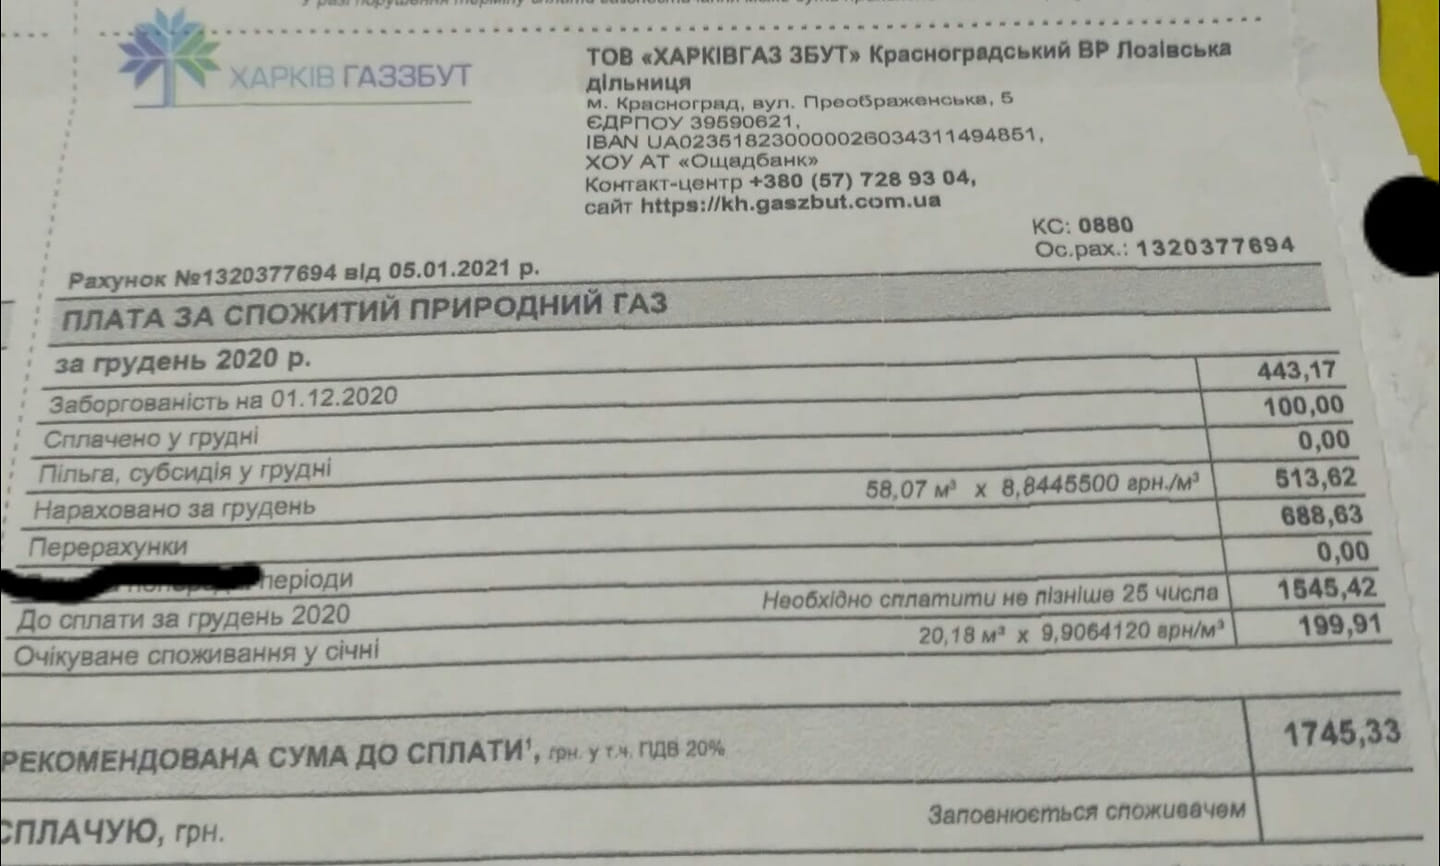 ХАРКІВ ГАЗЗБУТ
ТОВ «ХАРКІВГАЗ ЗБУТ» Красноградський ВР Лозівська
дільниця
м. Красноград, вул. Преображенська, 5
ЄДРПОУ 39590621,
IBAN UA023518230000026034311494851,
ХОУ АТ «Ощадбанк»
Контакт-центр +380 (57) 728 93 04,
сайт https://kh.gaszbut.com.ua
КС: 0880
Ос.рах.: 1320377694
Рахунок №1320377694 від 05.01.2021 р.
ПЛАТА ЗА СПОЖИТИЙ ПРИРОДНИЙ ГАЗ
за грудень 2020 р.
Заборгованість на 01.12.2020 443,17
Сплачено у грудні 100,00
Пільга, субсидія у грудні 0,00
Нараховано за грудень 58,07 м³ х 8,8445500 грн./м³ 513,62
Перерахунки 688,63
періоди 0,00
До сплати за грудень 2020 Необхідно сплатити не пізніше 25 числа 1545,42
Очікуване споживання у січні 20,18 м³ х 9,9064120 грн/м³ 199,91
РЕКОМЕНДОВАНА СУМА ДО СПЛАТИ¹, грн. у т.ч. ПДВ 20% 1745,33
СПЛАЧУЮ, грн. Заповнюється споживачем